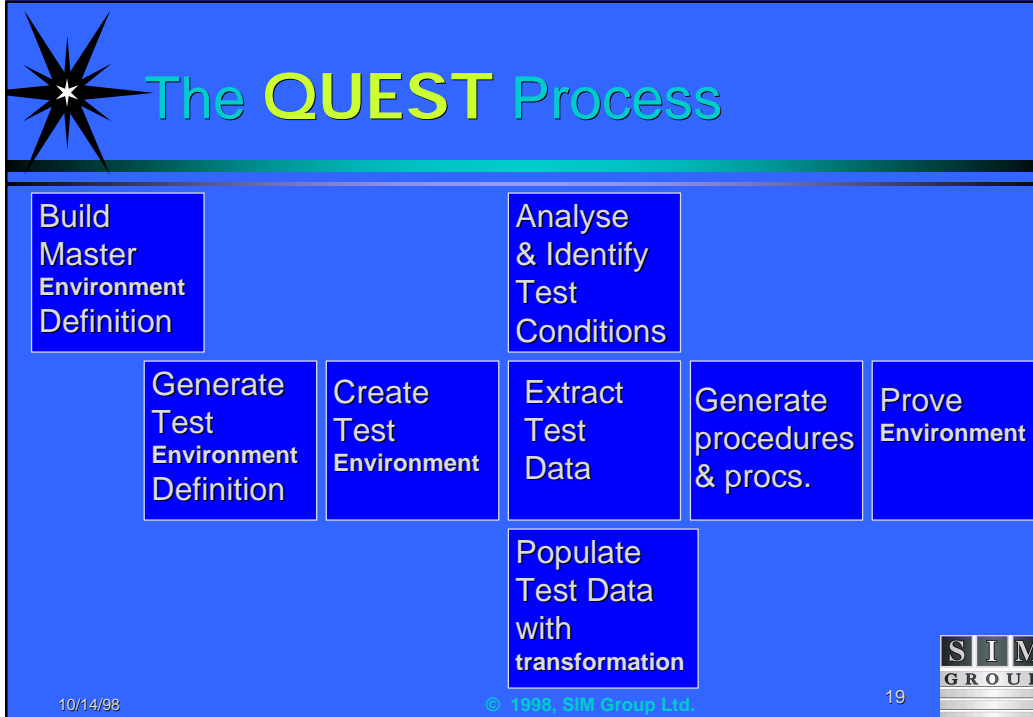 The QUEST Process
Build
Master
Environment
Definition
Analyse
& Identify
Test
Conditions
Generate
Test
Environment
Definition
Create
Test
Environment
Extract
Test
Data
Generate
procedures
& procs.
Prove
Environment
Populate
Test Data
with
transformation
10/14/98
© 1998, SIM Group Ltd.
19
SIM
GROUP